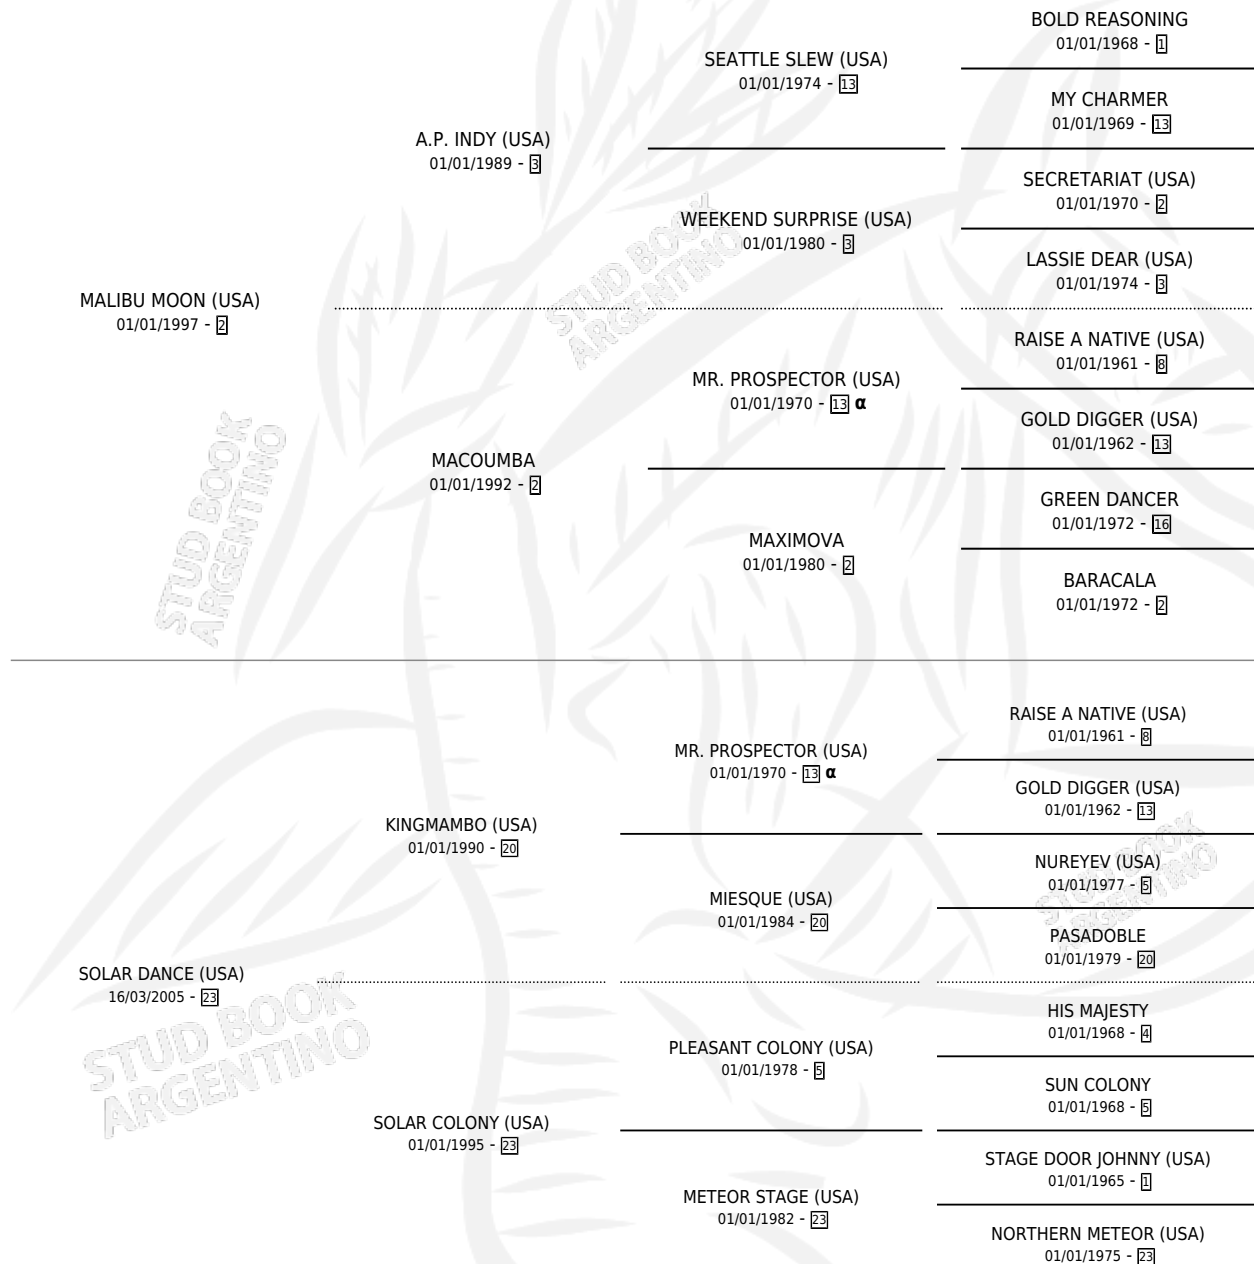 BOLD REASONING
01/01/1968 - 1
SEATTLE SLEW (USA)
01/01/1974 - 13
MY CHARMER
01/01/1969 - 13
A.P. INDY (USA)
01/01/1989 - 3
SECRETARIAT (USA)
01/01/1970 - 2
WEEKEND SURPRISE (USA)
01/01/1980 - 3
LASSIE DEAR (USA)
01/01/1974 - 3
MALIBU MOON (USA)
01/01/1997 - 2
RAISE A NATIVE (USA)
01/01/1961 - 8
MR. PROSPECTOR (USA)
01/01/1970 - 13 α
GOLD DIGGER (USA)
01/01/1962 - 13
MACOUMBA
01/01/1992 - 2
GREEN DANCER
01/01/1972 - 16
MAXIMOVA
01/01/1980 - 2
BARACALA
01/01/1972 - 2
RAISE A NATIVE (USA)
01/01/1961 - 8
MR. PROSPECTOR (USA)
01/01/1970 - 13 α
GOLD DIGGER (USA)
01/01/1962 - 13
KINGMAMBO (USA)
01/01/1990 - 20
NUREYEV (USA)
01/01/1977 - 5
MIESQUE (USA)
01/01/1984 - 20
PASADOBLE
01/01/1979 - 20
SOLAR DANCE (USA)
16/03/2005 - 23
HIS MAJESTY
01/01/1968 - 4
PLEASANT COLONY (USA)
01/01/1978 - 5
SUN COLONY
01/01/1968 - 5
SOLAR COLONY (USA)
01/01/1995 - 23
STAGE DOOR JOHNNY (USA)
01/01/1965 - 1
METEOR STAGE (USA)
01/01/1982 - 23
NORTHERN METEOR (USA)
01/01/1975 - 23
STUD BOOK
ARGENTINO
STUD BOOK
ARGENTINO
STUD BOOK
ARGENTINO
STUD BOOK
ARGENTINO